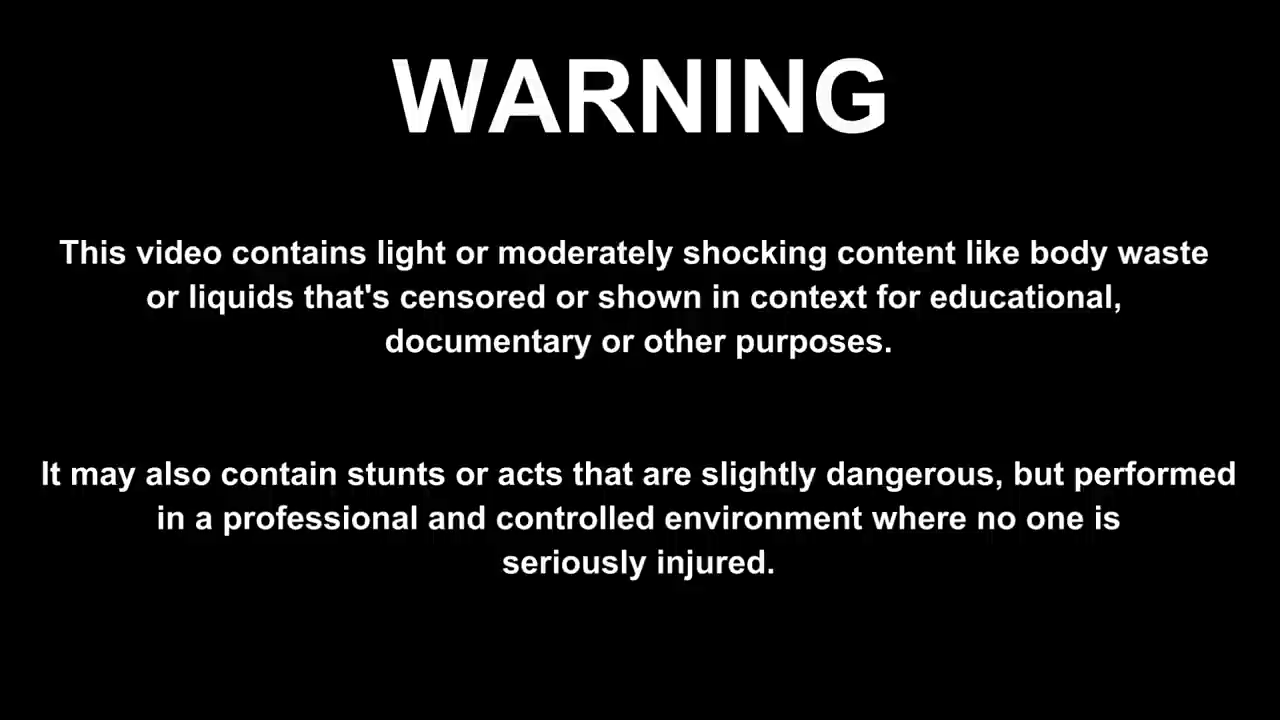 WARNING
This video contains light or moderately shocking content like body waste
or liquids that's censored or shown in context for educational,
documentary or other purposes.
It may also contain stunts or acts that are slightly dangerous, but performed
in a professional and controlled environment where no one is
seriously injured.